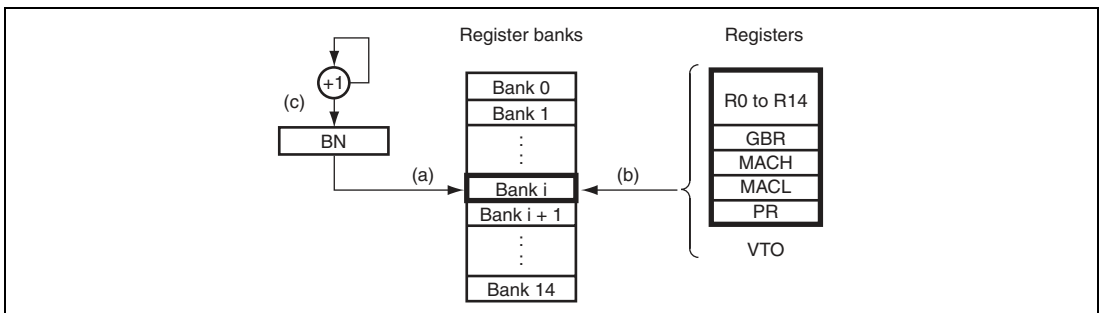 Register banks
Registers
+1
(c)
BN
(a)
Bank 0
Bank 1
:
:
Bank i
Bank i + 1
:
:
Bank 14
(b)
R0 to R14
GBR
MACH
MACL
PR
VTO